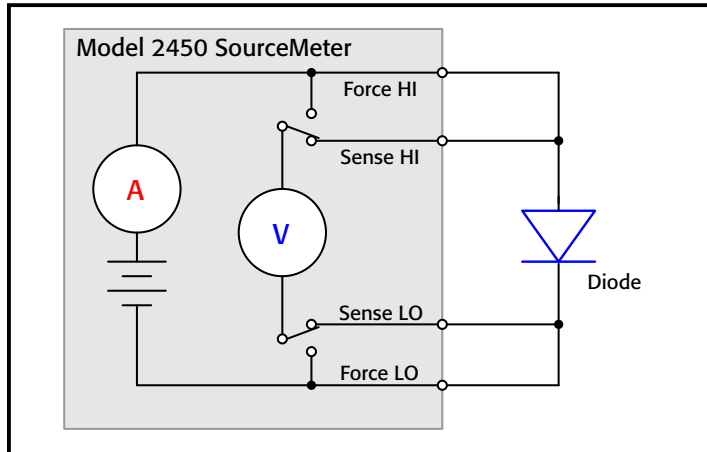 Model 2450 SourceMeter
Force HI
Sense HI
A
V
Diode
Sense LO
Force LO